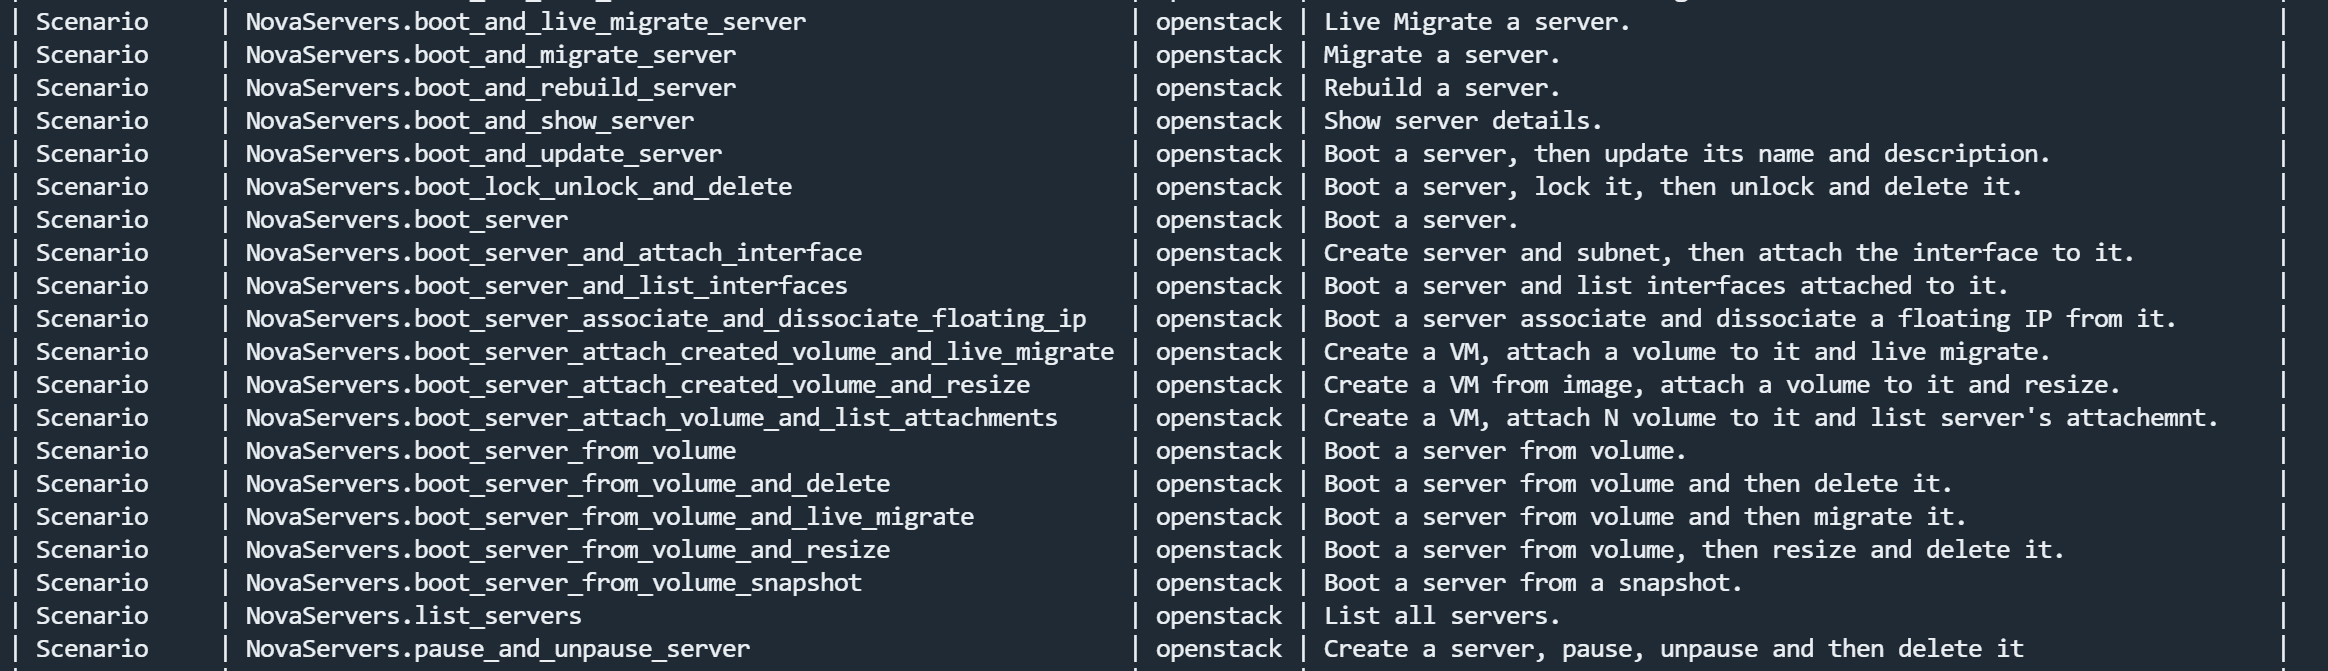 | Scenario | NovaServers.boot_and_live_migrate_server | openstack | Live Migrate a server. |
| Scenario | NovaServers.boot_and_migrate_server | openstack | Migrate a server. |
| Scenario | NovaServers.boot_and_rebuild_server | openstack | Rebuild a server. |
| Scenario | NovaServers.boot_and_show_server | openstack | Show server details. |
| Scenario | NovaServers.boot_and_update_server | openstack | Boot a server, then update its name and description. |
| Scenario | NovaServers.boot_lock_unlock_and_delete | openstack | Boot a server, lock it, then unlock and delete it. |
| Scenario | NovaServers.boot_server | openstack | Boot a server. |
| Scenario | NovaServers.boot_server_and_attach_interface | openstack | Create server and subnet, then attach the interface to it. |
| Scenario | NovaServers.boot_server_and_list_interfaces | openstack | Boot a server and list interfaces attached to it. |
| Scenario | NovaServers.boot_server_associate_and_dissociate_floating_ip | openstack | Boot a server associate and dissociate a floating IP from it. |
| Scenario | NovaServers.boot_server_attach_created_volume_and_live_migrate | openstack | Create a VM, attach a volume to it and live migrate. |
| Scenario | NovaServers.boot_server_attach_created_volume_and_resize | openstack | Create a VM from image, attach a volume to it and resize. |
| Scenario | NovaServers.boot_server_attach_volume_and_list_attachments | openstack | Create a VM, attach N volume to it and list server's attachemnt. |
| Scenario | NovaServers.boot_server_from_volume | openstack | Boot a server from volume. |
| Scenario | NovaServers.boot_server_from_volume_and_delete | openstack | Boot a server from volume and then delete it. |
| Scenario | NovaServers.boot_server_from_volume_and_live_migrate | openstack | Boot a server from volume and then migrate it. |
| Scenario | NovaServers.boot_server_from_volume_and_resize | openstack | Boot a server from volume, then resize and delete it. |
| Scenario | NovaServers.boot_server_from_volume_snapshot | openstack | Boot a server from a snapshot. |
| Scenario | NovaServers.list_servers | openstack | List all servers. |
| Scenario | NovaServers.pause_and_unpause_server | openstack | Create a server, pause, unpause and then delete it |